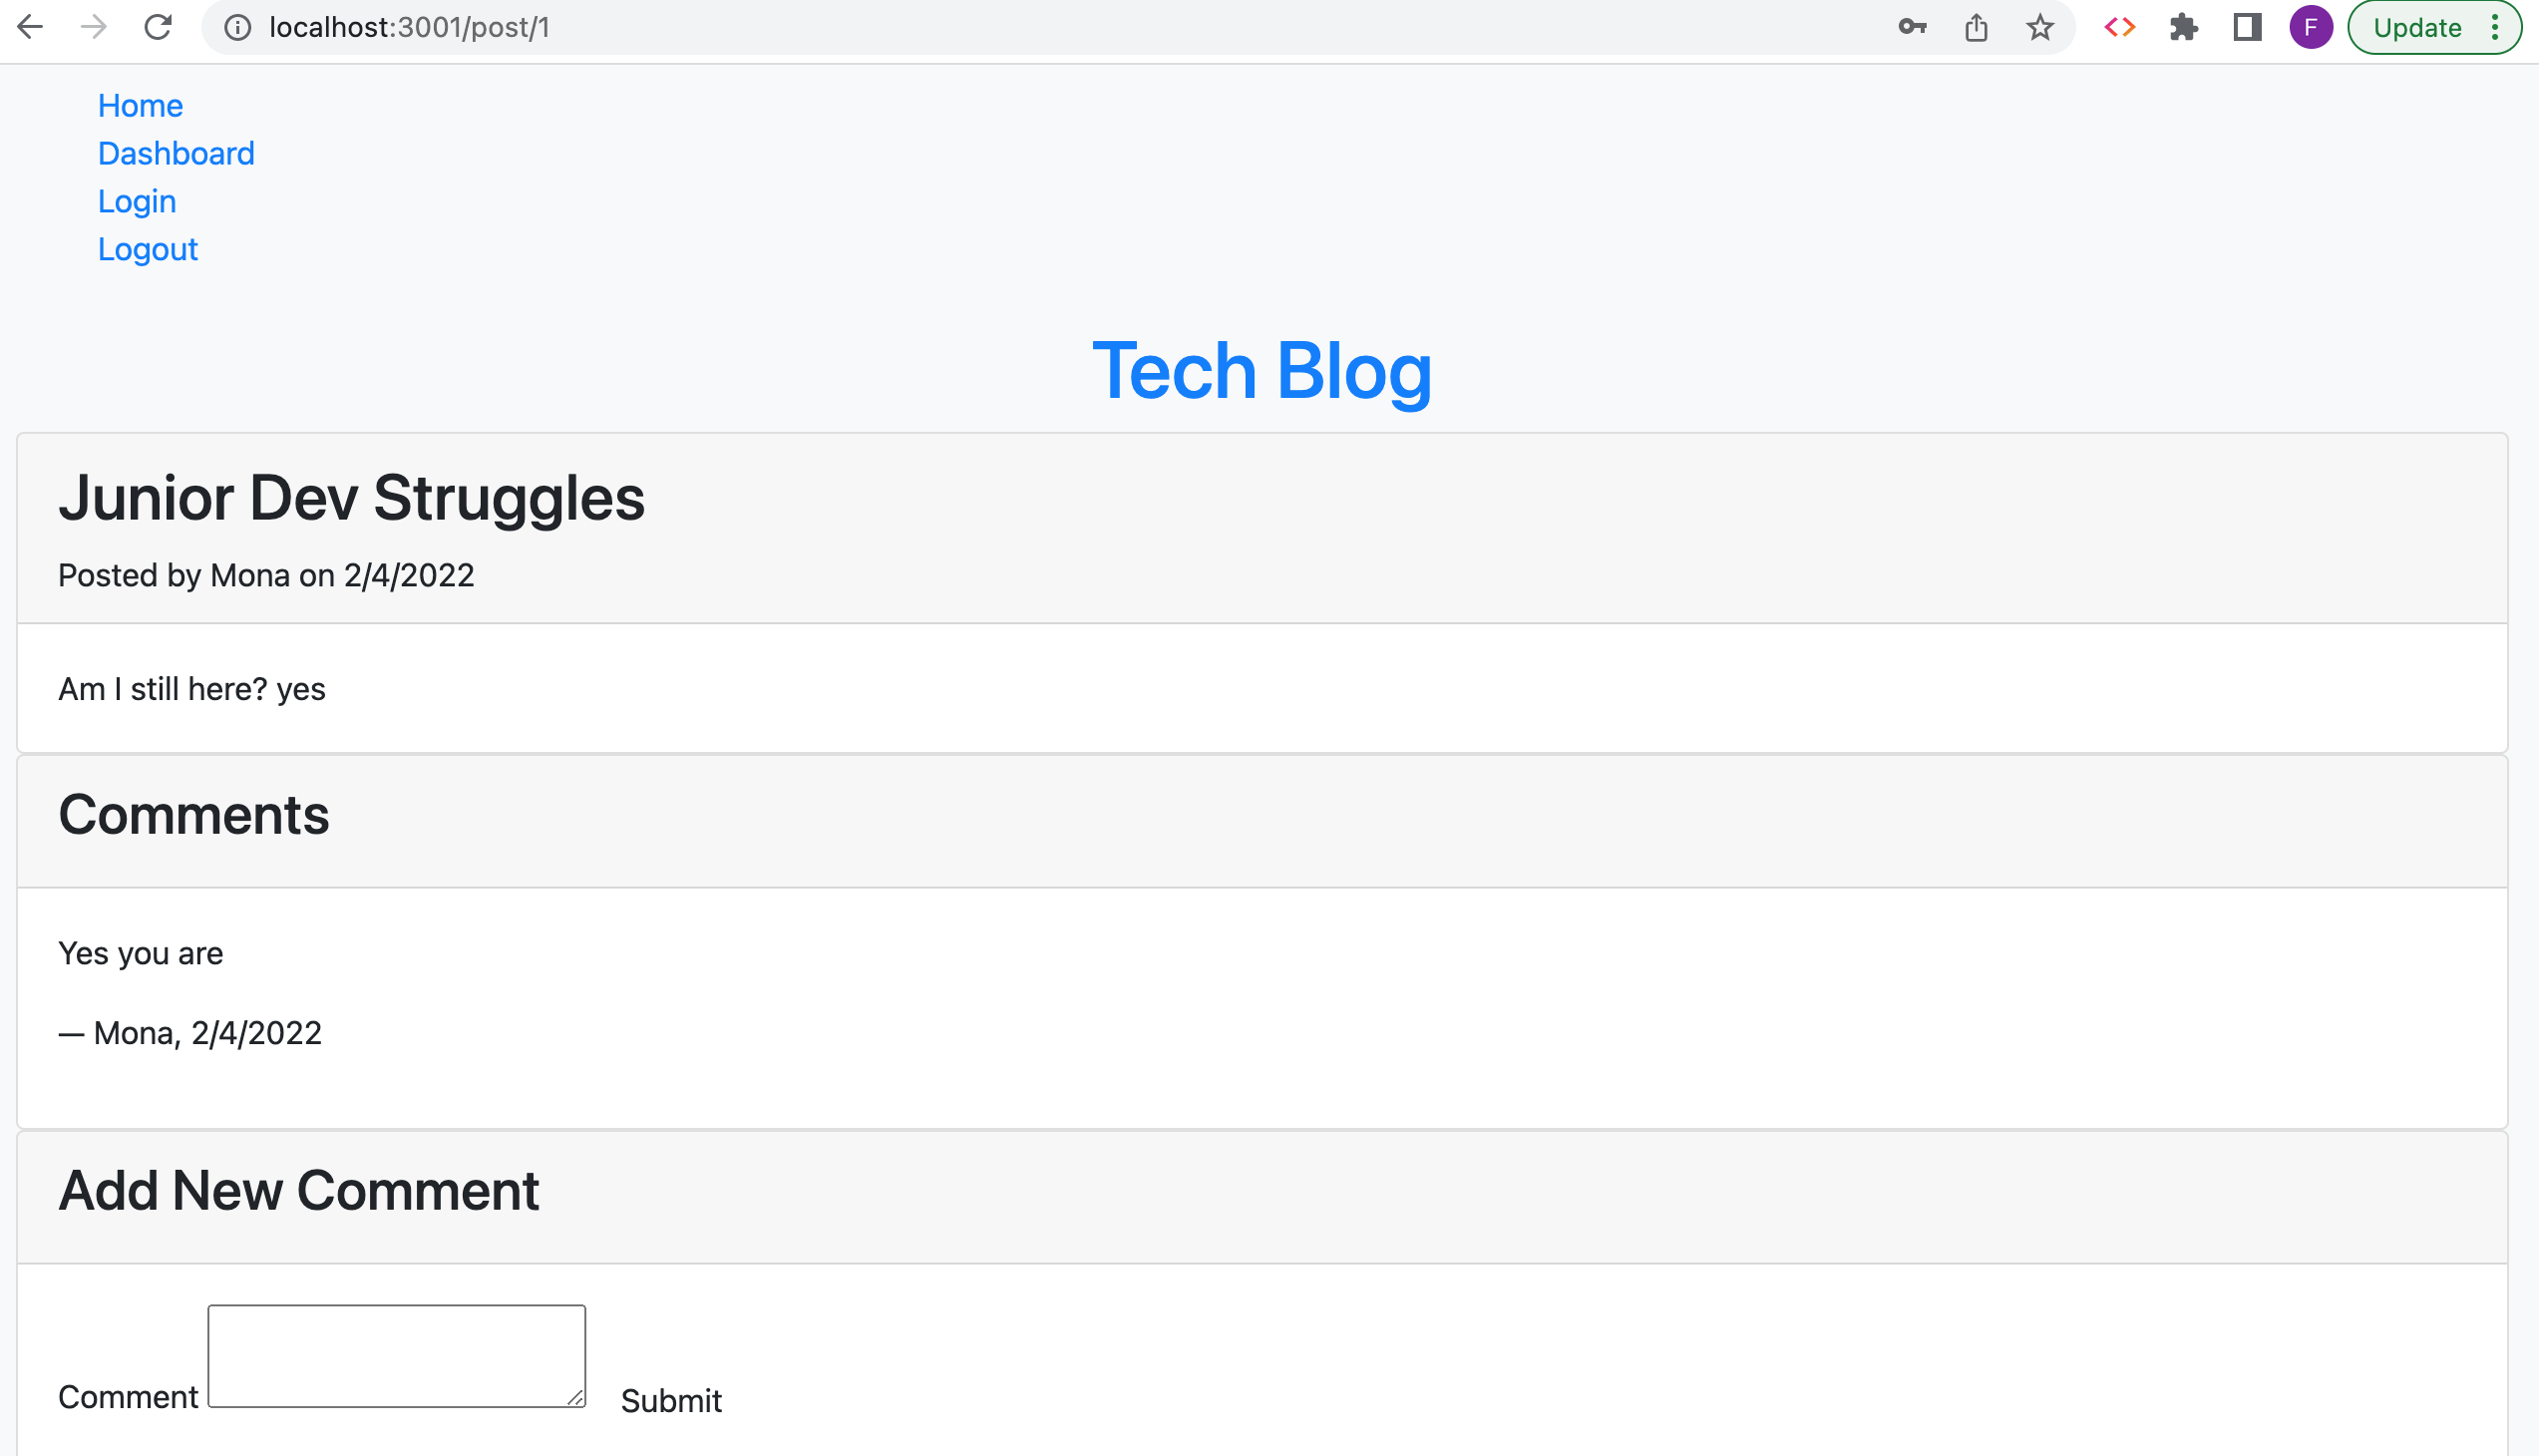 localhost:3001/post/1
F
Update
Home
Dashboard
Login
Logout
Tech Blog
Junior Dev Struggles
Posted by Mona on 2/4/2022
Am I still here? yes
Comments
Yes you are
— Mona, 2/4/2022
Add New Comment
Comment Submit